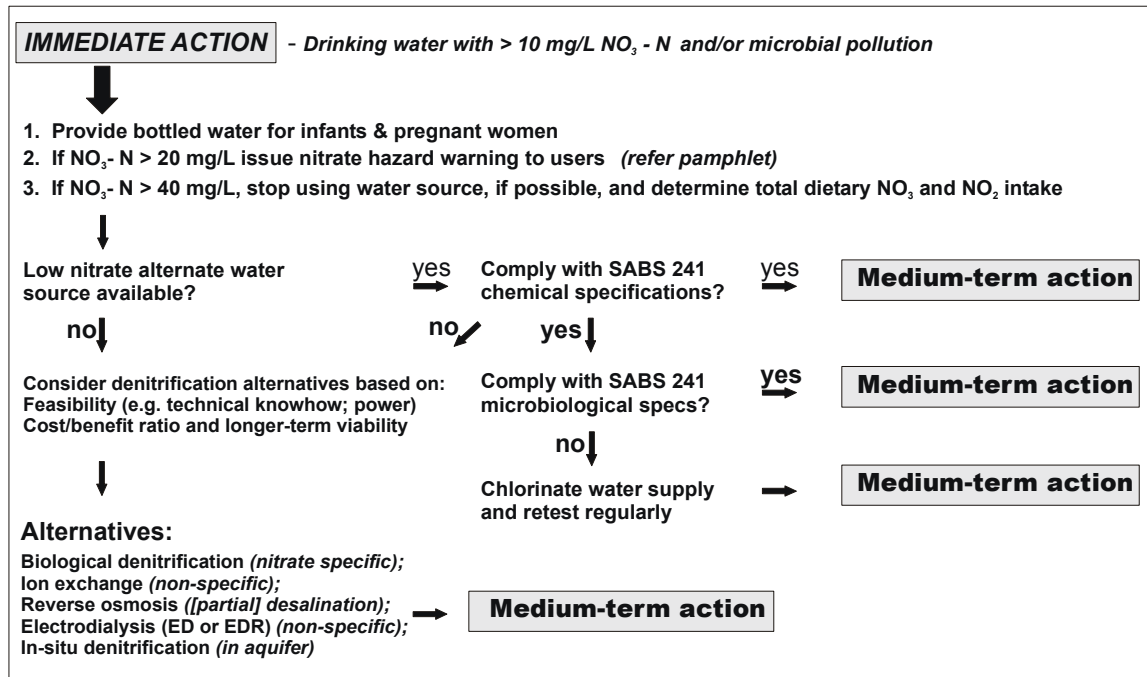 IMMEDIATE ACTION - Drinking water with > 10 mg/L NO₃ - N and/or microbial pollution
1. Provide bottled water for infants & pregnant women
2. If NO₃- N > 20 mg/L issue nitrate hazard warning to users (refer pamphlet)
3. If NO₃- N > 40 mg/L, stop using water source, if possible, and determine total dietary NO₃ and NO₂ intake
Low nitrate alternate water
source available?
yes
Comply with SABS 241
chemical specifications?
yes
Medium-term action
no
no
yes
Consider denitrification alternatives based on:
Feasibility (e.g. technical knowhow; power)
Cost/benefit ratio and longer-term viability
Comply with SABS 241
microbiological specs?
yes
Medium-term action
no
Chlorinate water supply
and retest regularly
Medium-term action
Alternatives:
Biological denitrification (nitrate specific);
Ion exchange (non-specific);
Reverse osmosis ([partial] desalination);
Electrodialysis (ED or EDR) (non-specific);
In-situ denitrification (in aquifer)
Medium-term action